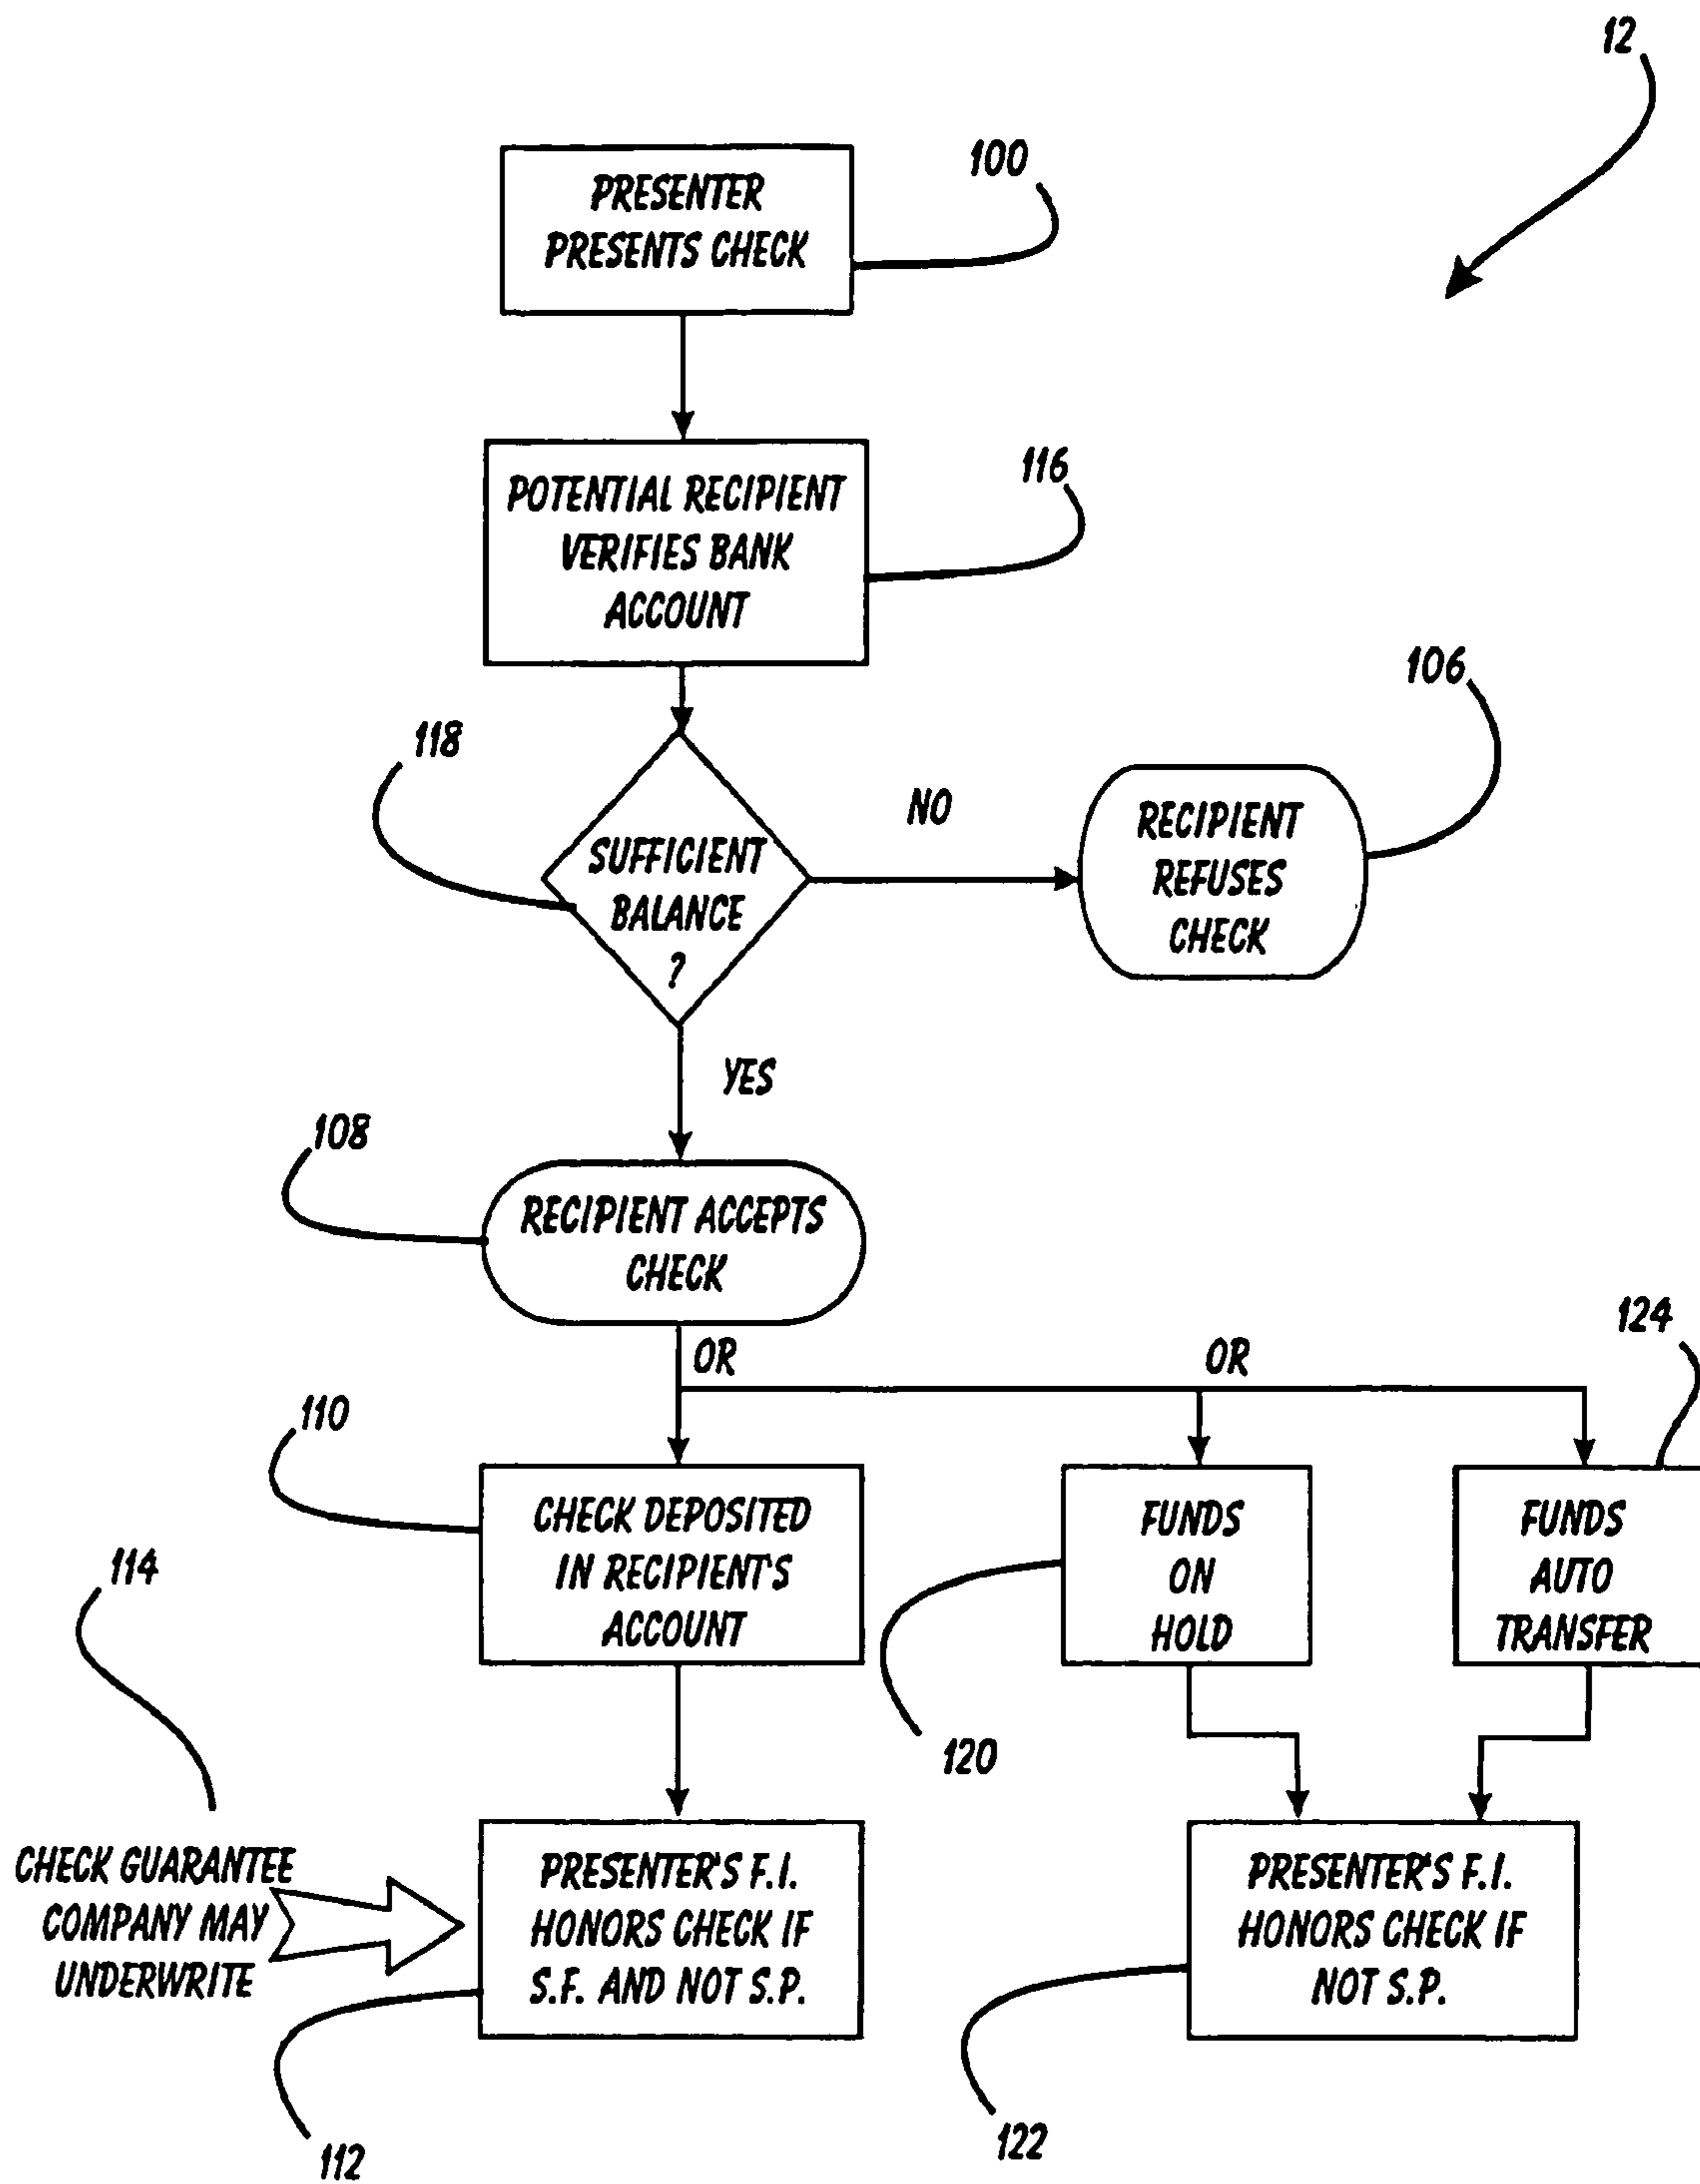 12
100
PRESENTER
PRESENTS CHECK
116
POTENTIAL RECIPIENT
VERIFIES BANK
ACCOUNT
106
118
NO
SUFFICIENT
BALANCE
?
RECIPIENT
REFUSES
CHECK
YES
108
RECIPIENT ACCEPTS
CHECK
124
OR
OR
110
CHECK DEPOSITED
IN RECIPIENT'S
ACCOUNT
FUNDS
ON
HOLD
FUNDS
AUTO
TRANSFER
114
120
CHECK GUARANTEE
COMPANY MAY
UNDERWRITE
PRESENTER'S F.I.
HONORS CHECK IF
S.F. AND NOT S.P.
PRESENTER'S F.I.
HONORS CHECK IF
NOT S.P.
112
122